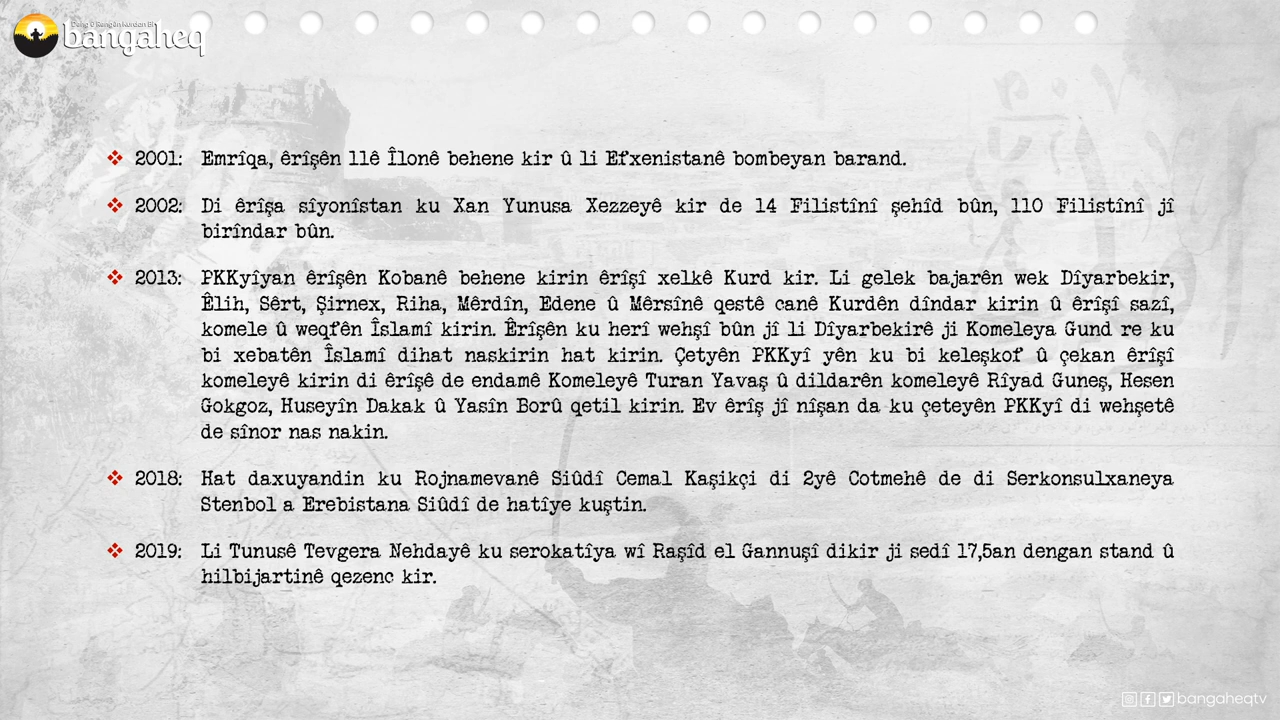 Deng û Rengên Kurdan Bî
bangaheq
❖ 2001: Emrîqa, êrîşên 11ê Îlonê behene kir û li Efxenistanê bombeyan barand.
❖ 2002: Di êrîşa sîyonîstan ku Xan Yunusa Xezzeyê kir de 14 Filistînî şehîd bûn, 110 Filistînî jî
birîndar bûn.
❖ 2013: PKKyîyan êrîşên Kobanê behene kirin êrîşî xelkê Kurd kir. Li gelek bajarên wek Dîyarbekir,
Êlih, Sêrt, Şirnex, Riha, Mêrdîn, Edene û Mêrsînê qestê canê Kurdên dîndar kirin û êrîşî sazî,
komele û weqfên Îslamî kirin. Êrîşên ku herî wehşî bûn jî li Dîyarbekirê ji Komeleya Gund re ku
bi xebatên Îslamî dihat naskirin hat kirin. Çetyên PKKyî yên ku bi keleşkof û çekan êrîşî
komeleyê kirin di êrîşê de endamê Komeleyê Turan Yavaş û dildarên komeleyê Rîyad Guneş, Hesen
Gokgoz, Huseyîn Dakak û Yasîn Borû qetil kirin. Ev êrîş jî nîşan da ku çeteyên PKKyî di wehşetê
de sînor nas nakin.
❖ 2018: Hat daxuyandin ku Rojnamevanê Siûdî Cemal Kaşikçi di 2yê Cotmehê de di Serkonsulxaneya
Stenbol a Erebistana Siûdî de hatîye kuştin.
❖ 2019: Li Tunusê Tevgera Nehdayê ku serokatîya wî Raşîd el Gannuşî dikir ji sedî 17,5an dengan stand û
hilbijartinê qezenc kir.
bangaheqtv